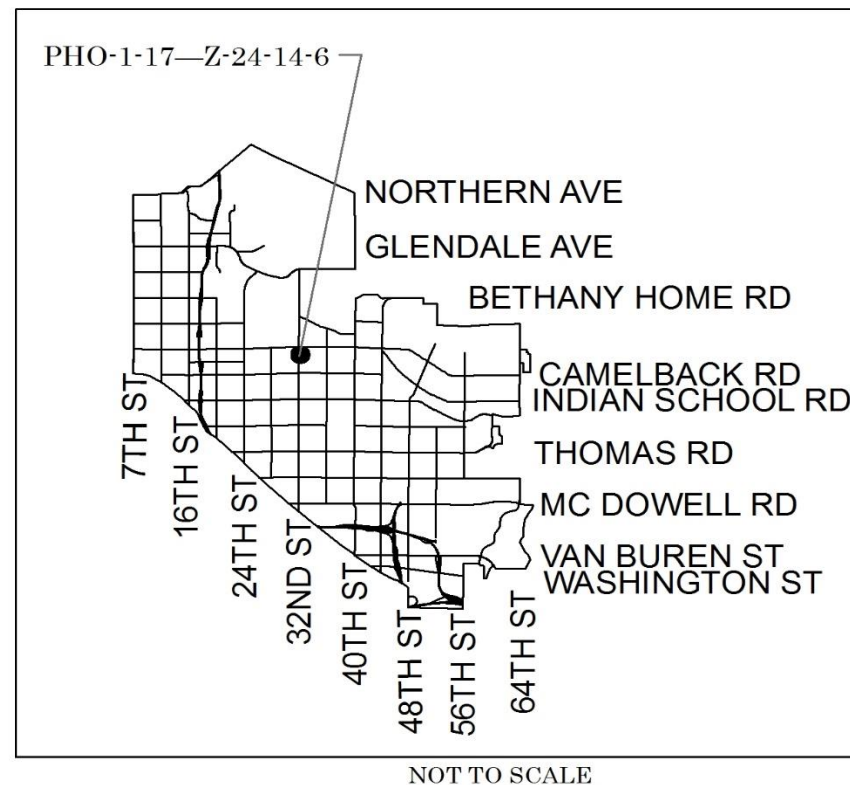 PHO-1-17—Z-24-14-6
NORTHERN AVE
GLENDALE AVE
BETHANY HOME RD
CAMELBACK RD
INDIAN SCHOOL RD
THOMAS RD
MC DOWELL RD
VAN BUREN ST
WASHINGTON ST
7TH ST
16TH ST
24TH ST
32ND ST
40TH ST
48TH ST
56TH ST
64TH ST
NOT TO SCALE